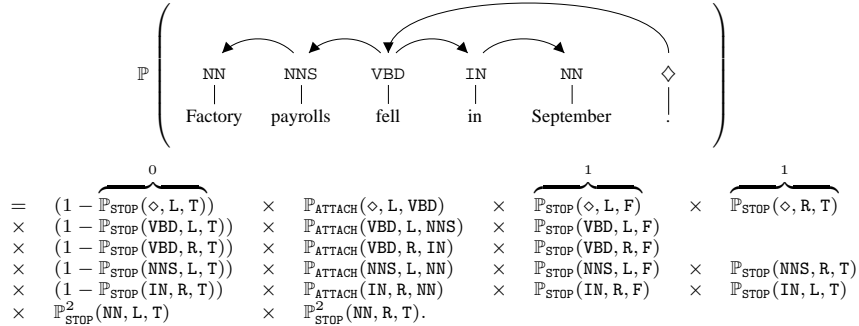 ℙ ( NN NNS VBD IN NN ◇ )
Factory payrolls fell in September .
0 1 1
= (1 − ℙSTOP(⋄, L, T)) × ℙATTACH(⋄, L, VBD) × ℙSTOP(⋄, L, F) × ℙSTOP(⋄, R, T)
× (1 − ℙSTOP(VBD, L, T)) × ℙATTACH(VBD, L, NNS) × ℙSTOP(VBD, L, F)
× (1 − ℙSTOP(VBD, R, T)) × ℙATTACH(VBD, R, IN) × ℙSTOP(VBD, R, F)
× (1 − ℙSTOP(NNS, L, T)) × ℙATTACH(NNS, L, NN) × ℙSTOP(NNS, L, F) × ℙSTOP(NNS, R, T)
× (1 − ℙSTOP(IN, R, T)) × ℙATTACH(IN, R, NN) × ℙSTOP(IN, R, F) × ℙSTOP(IN, L, T)
× ℙ²STOP(NN, L, T) × ℙ²STOP(NN, R, T).